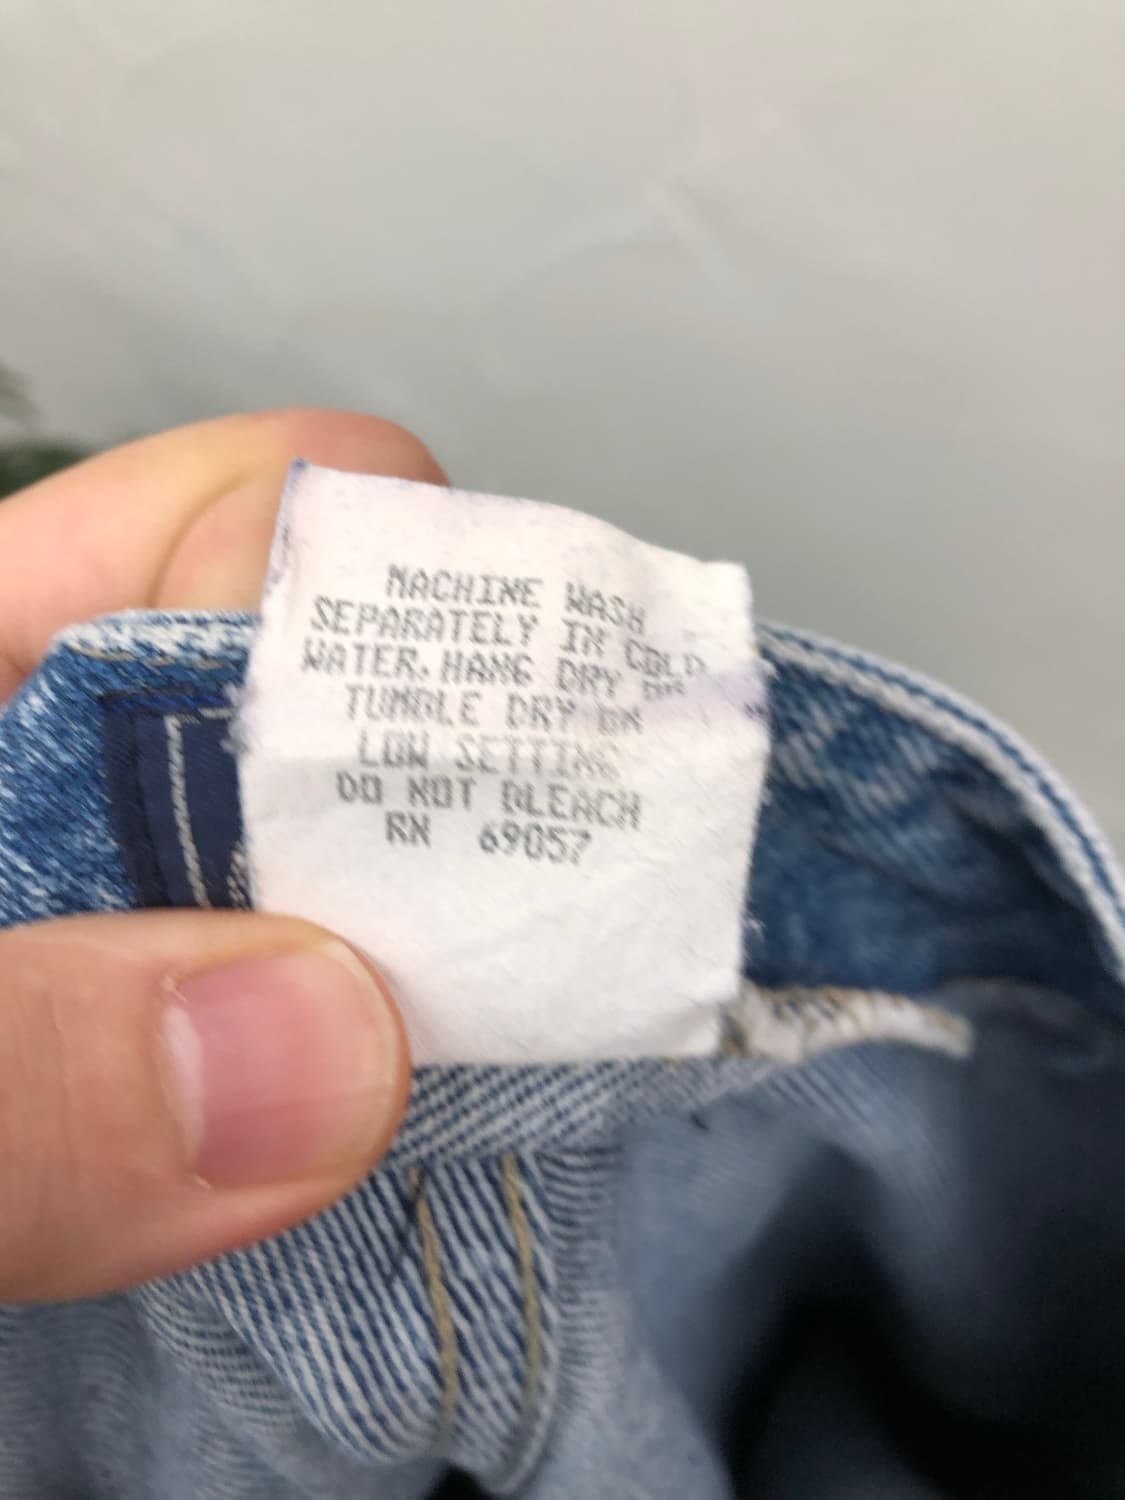 MACHINE WASH
SEPARATELY IN COLD
WATER. HANG DRY OR
TUMBLE DRY ON
LOW SETTING
DO NOT BLEACH
RN 69057